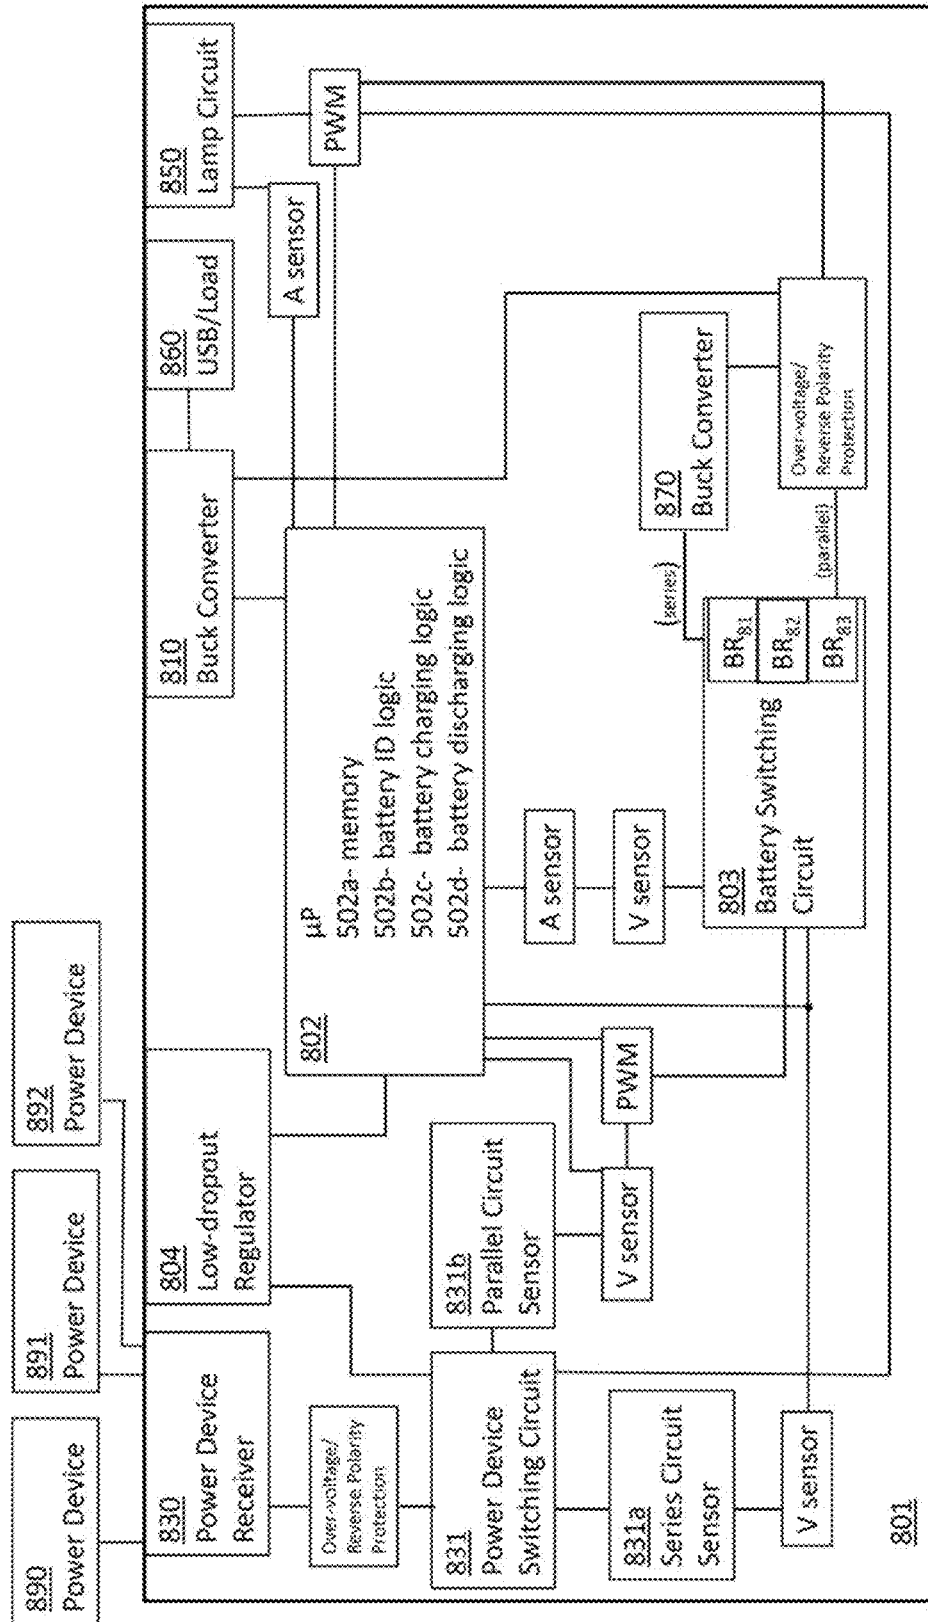 890
Power Device
891
Power Device
892
Power Device
830
Power Device
Receiver
804
Low-dropout
Regulator
810
Buck Converter
860
USB/Load
850
Lamp Circuit
Over-voltage/
Reverse Polarity
Protection
A sensor
PWM
802
µP
502a- memory
502b- battery ID logic
502c- battery charging logic
502d- battery discharging logic
831
Power Device
Switching Circuit
831b
Parallel Circuit
Sensor
V sensor
PWM
A sensor
V sensor
831a
Series Circuit
Sensor
V sensor
803
Battery Switching
Circuit
BR81
BR82
BR83
(series)
(parallel)
870
Buck Converter
Over-voltage/
Reverse Polarity
Protection
801